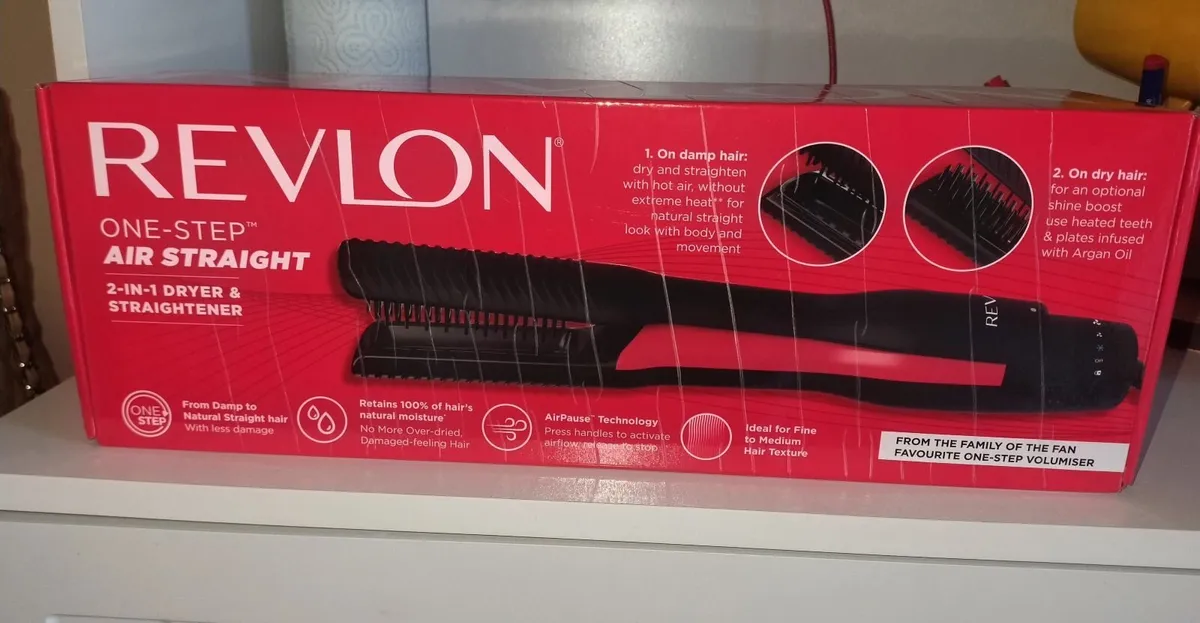 REVLON®
ONE-STEP™
AIR STRAIGHT
2-IN-1 DRYER &
STRAIGHTENER
1. On damp hair:
dry and straighten
with hot air, without
extreme heat** for
natural straight
look with body and
movement
2. On dry hair:
for an optional
shine boost
use heated teeth
& plates infused
with Argan Oil
REV
ONE
STEP
From Damp to
Natural Straight hair
With less damage
Retains 100% of hair's
natural moisture*
No More Over-dried,
Damaged-feeling Hair
AirPause™ Technology
Press handles to activate
airflow, release to stop
Ideal for Fine
to Medium
Hair Texture
FROM THE FAMILY OF THE FAN
FAVOURITE ONE-STEP VOLUMISER